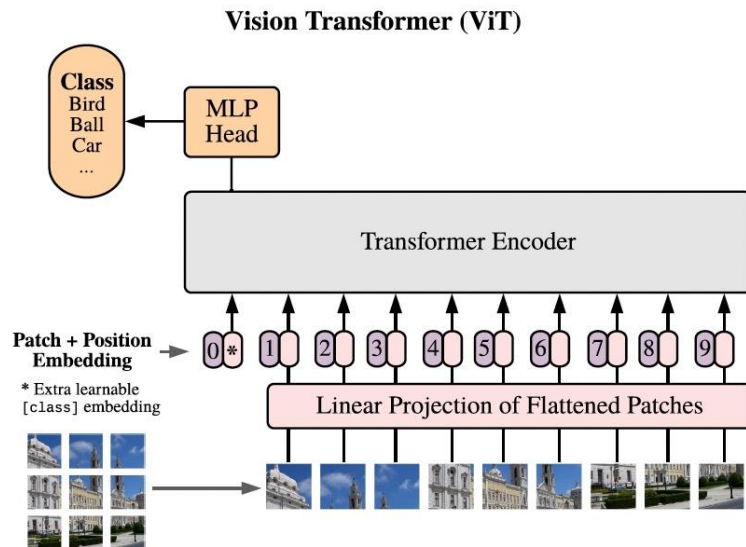 Vision Transformer (ViT)
Class
Bird
Ball
Car
...
MLP
Head
Transformer Encoder
Patch + Position
Embedding
0 * 1 2 3 4 5 6 7 8 9
* Extra learnable
[class] embedding
Linear Projection of Flattened Patches